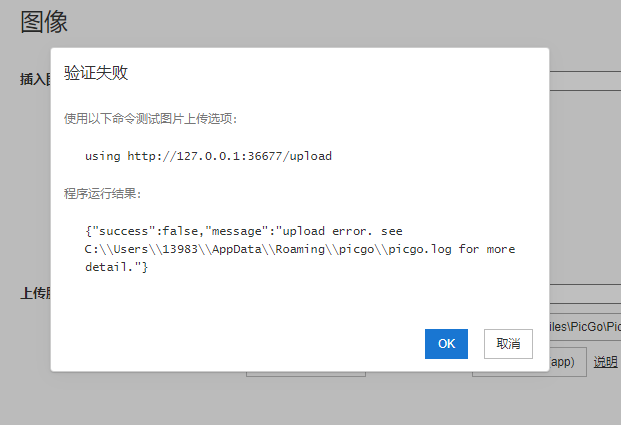 图像
插入
验证失败
使用以下命令测试图片上传选项:
using http://127.0.0.1:36677/upload
程序运行结果:
{"success":false,"message":"upload error. see
C:\\Users\\13983\\AppData\\Roaming\\picgo\\picgo.log for more
detail."}
上传
OK
取消
iles\PicGo\Pic
app)
说明